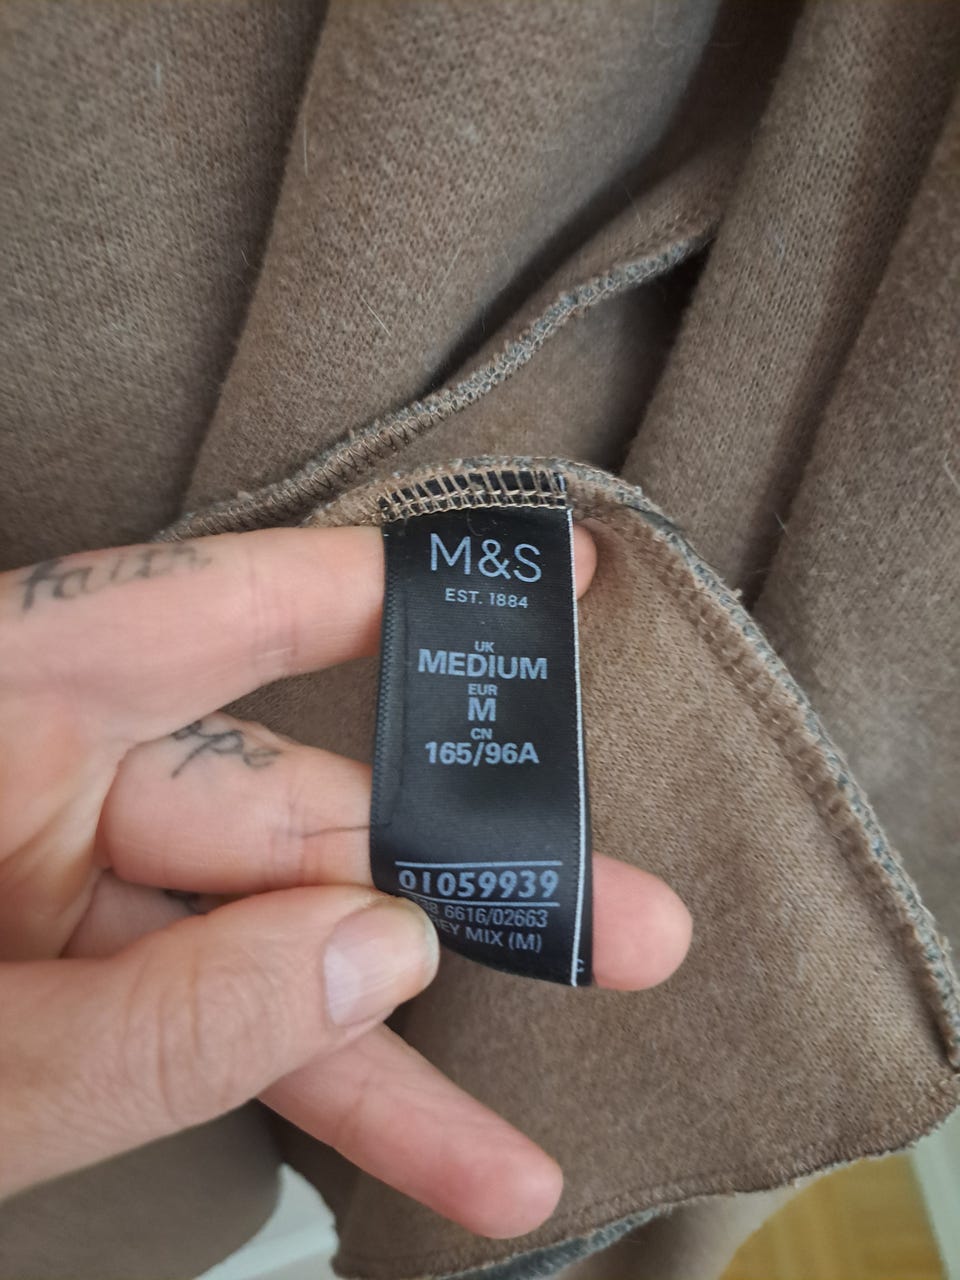 M&S
EST. 1884
UK
MEDIUM
EUR
M
CN
165/96A
01059939
6616/02663
MIX (M)
faith